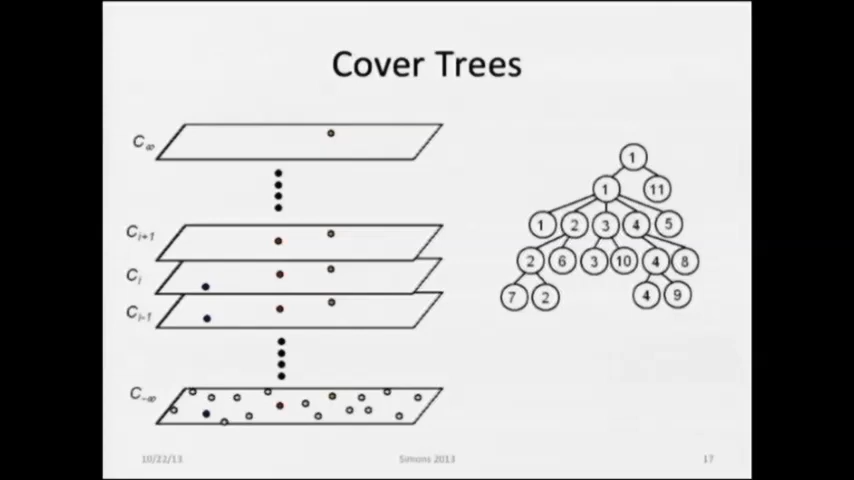 Cover Trees
C∞
Ci+1
Ci
Ci-1
C-∞
1
1 11
1 2 3 4 5
2 6 3 10 4 8
7 2 4 9
10/22/13 Simons 2013 17